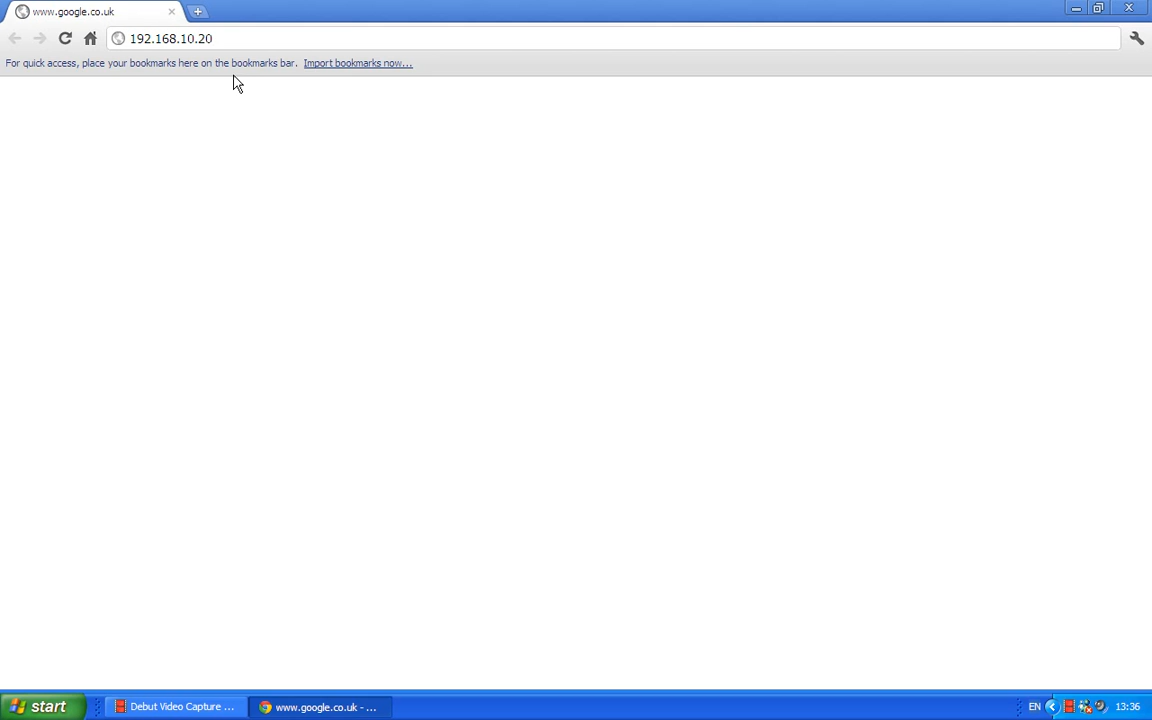 www.google.co.uk
192.168.10.20
For quick access, place your bookmarks here on the bookmarks bar. Import bookmarks now...
start
Debut Video Capture ...
www.google.co.uk - ...
EN
13:36